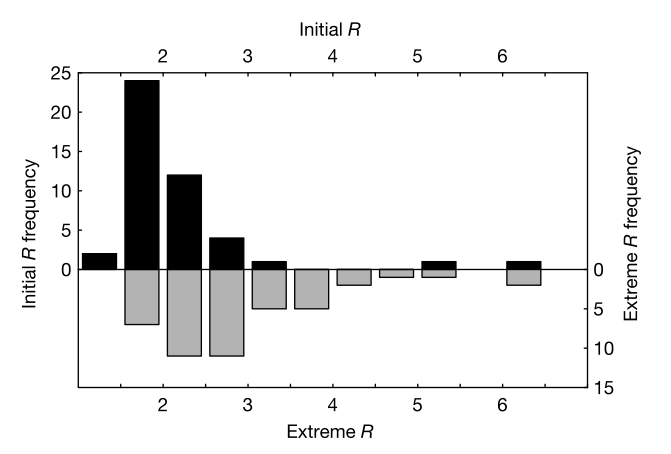 Initial R
2 3 4 5 6
25
20
15
10
5
0
Initial R frequency
0
5
10
15
Extreme R frequency
2 3 4 5 6
Extreme R